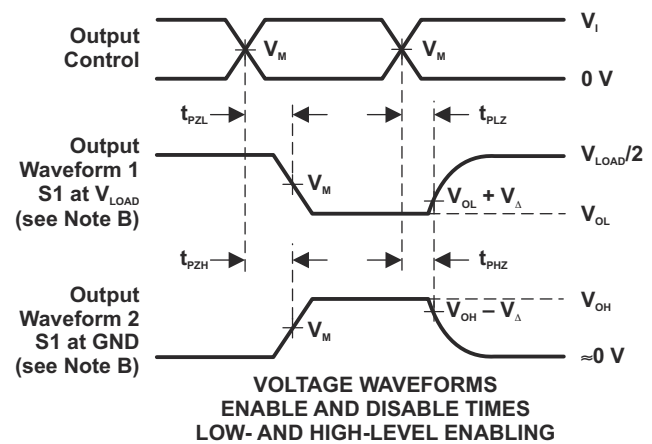 Output
Control
V_M
V_M
V_I
0 V
t_PZL
t_PLZ
Output
Waveform 1
S1 at V_LOAD
(see Note B)
V_M
V_OL + V_Δ
V_LOAD/2
V_OL
t_PZH
t_PHZ
Output
Waveform 2
S1 at GND
(see Note B)
V_M
V_OH – V_Δ
V_OH
≈0 V
VOLTAGE WAVEFORMS
ENABLE AND DISABLE TIMES
LOW- AND HIGH-LEVEL ENABLING